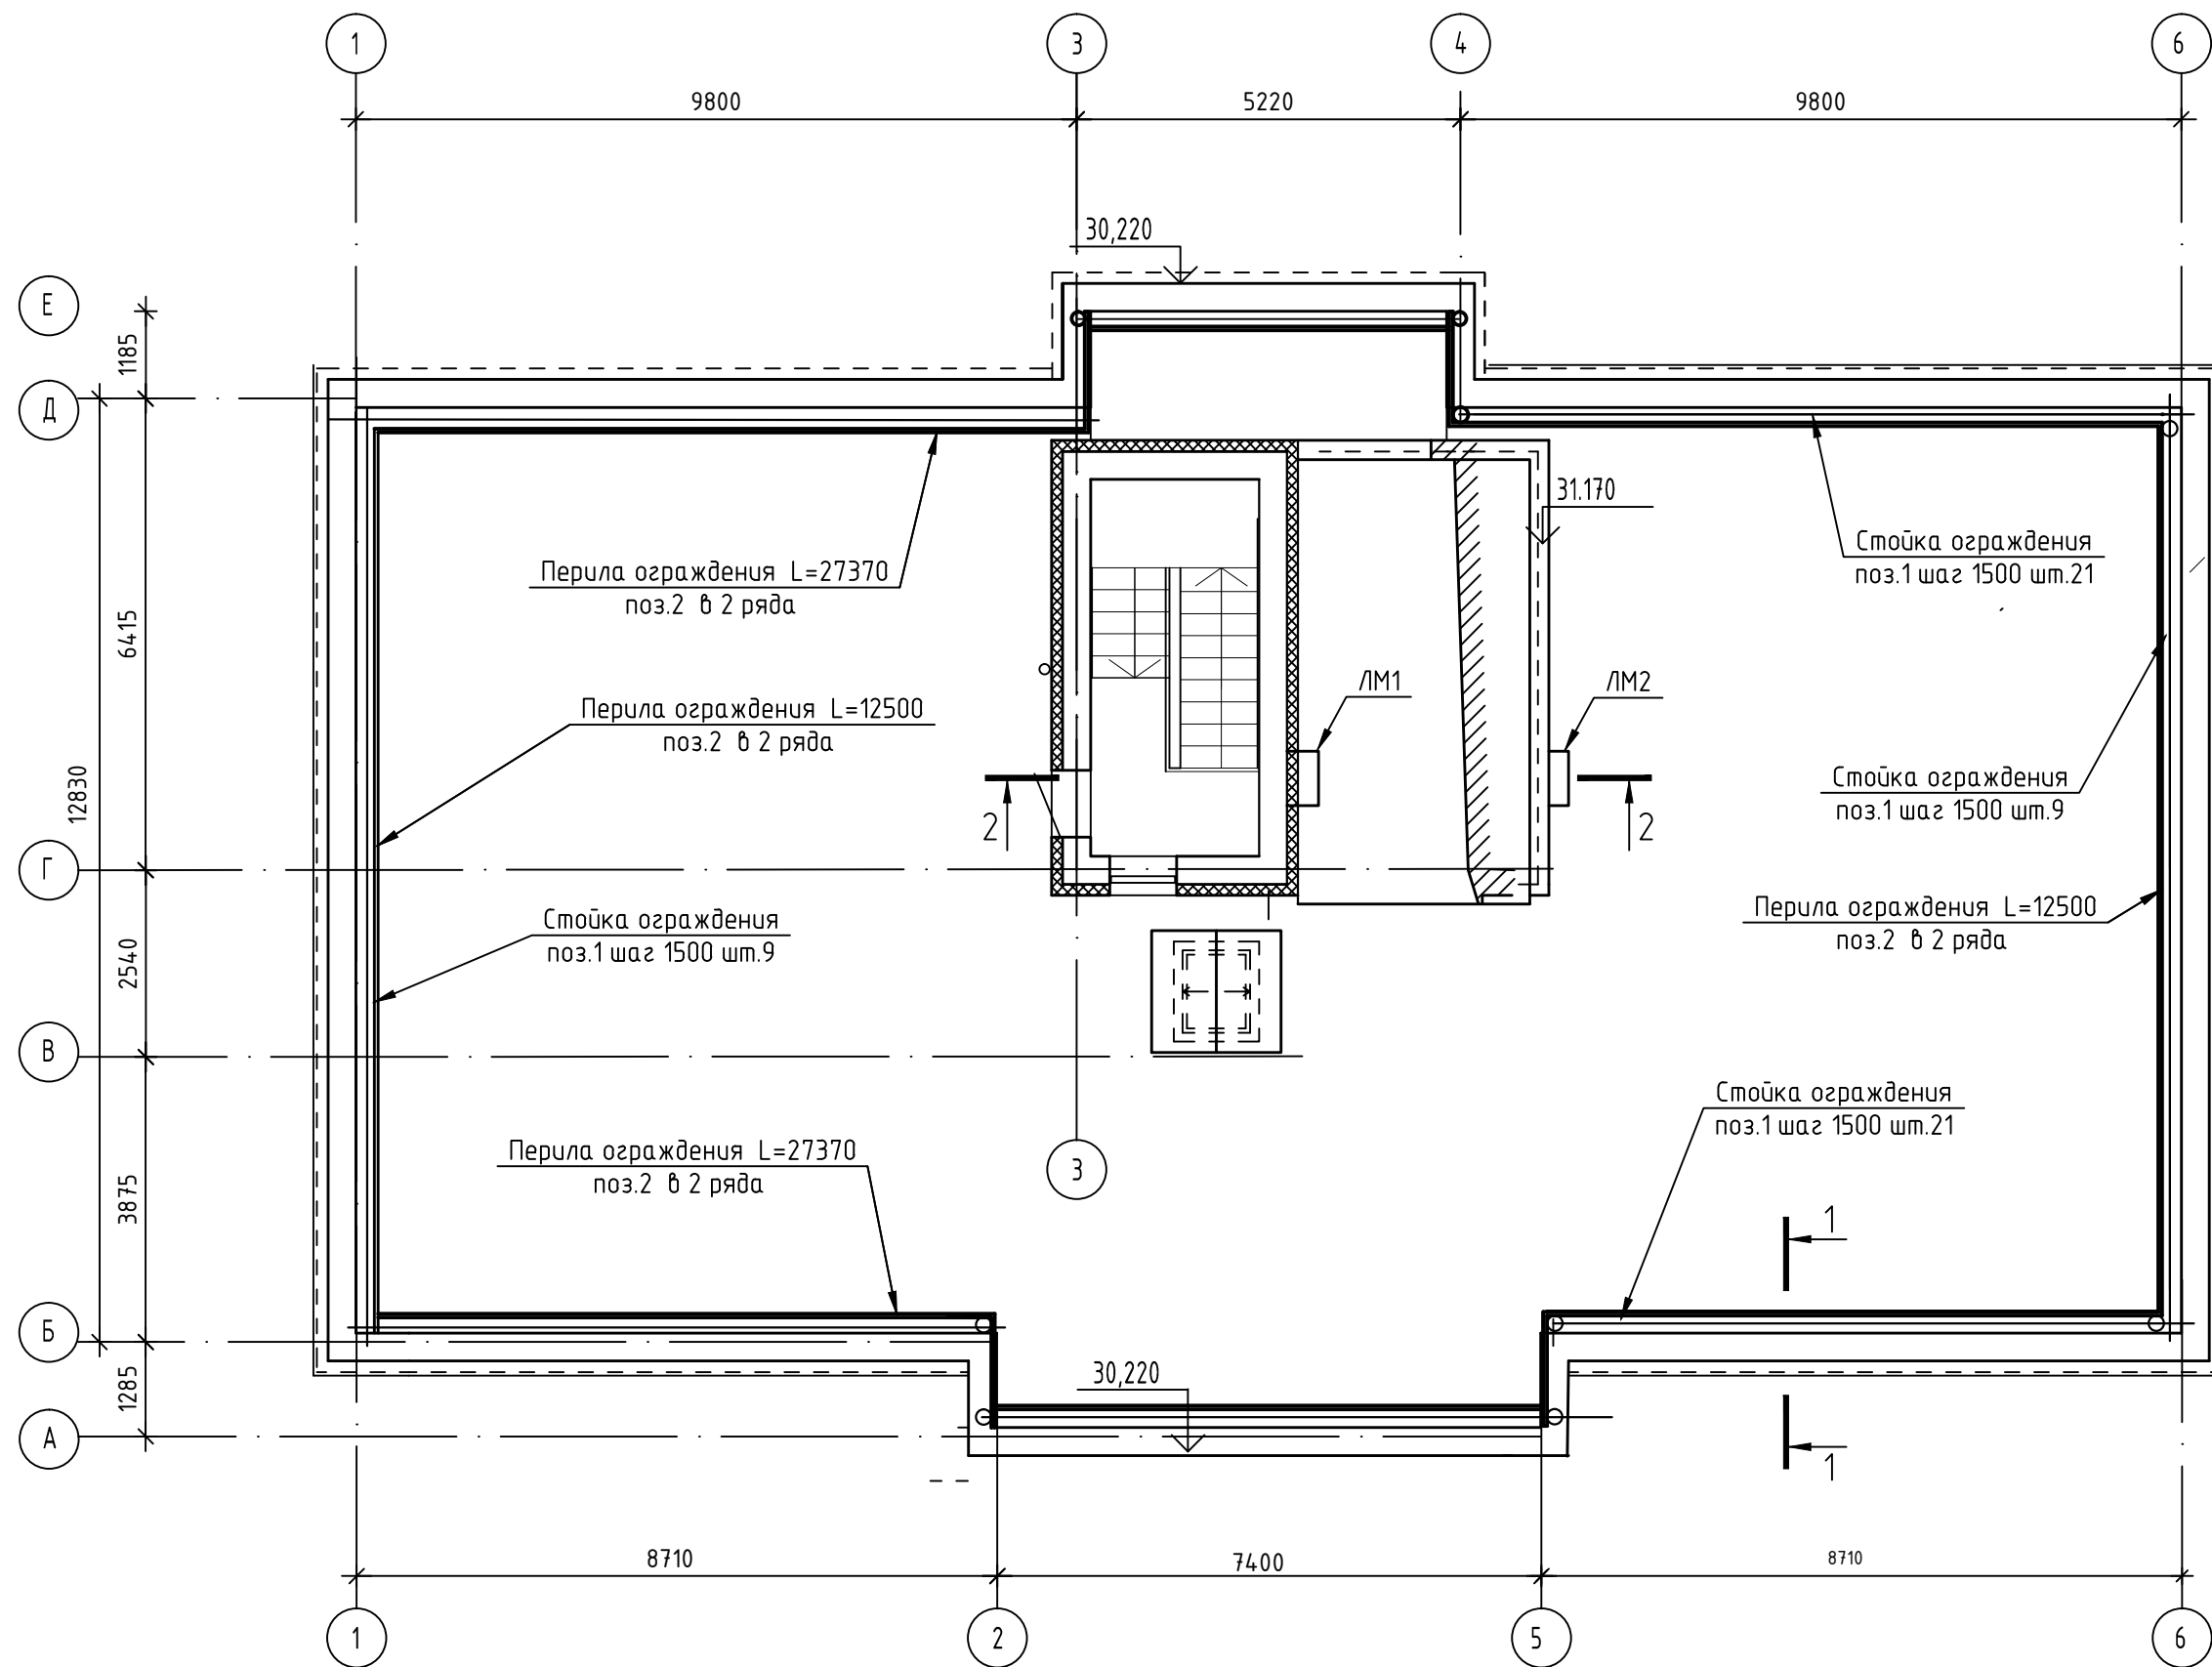 1
3
4
6
9800
5220
9800
30,220
Е
1185
Д
31.170
Стойка ограждения
поз.1 шаг 1500 шт.21
Перила ограждения L=27370
поз.2 в 2 ряда
6415
ЛМ1
ЛМ2
Перила ограждения L=12500
поз.2 в 2 ряда
12830
Стойка ограждения
поз.1 шаг 1500 шт.9
2
2
Г
Стойка ограждения
поз.1 шаг 1500 шт.9
Перила ограждения L=12500
поз.2 в 2 ряда
2540
В
Стойка ограждения
поз.1 шаг 1500 шт.21
Перила ограждения L=27370
поз.2 в 2 ряда
3
3875
1
Б
30,220
1285
А
1
8710
7400
8710
1
2
5
6